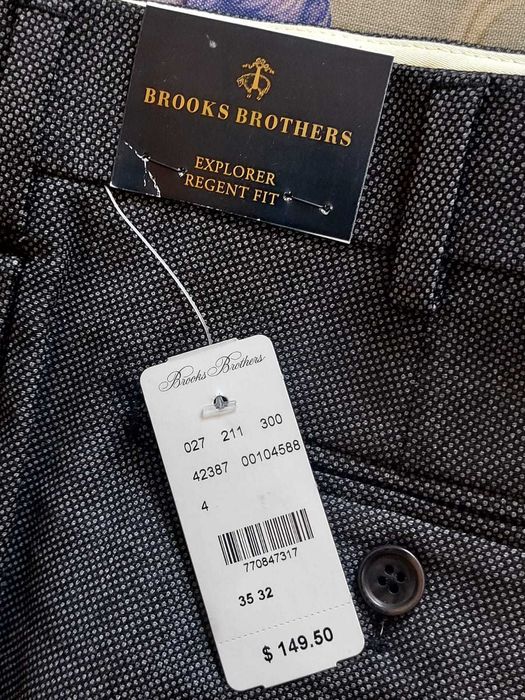 BROOKS BROTHERS
EXPLORER
REGENT FIT
Brooks Brothers
027 211 300
42387 00104588
4
770847317
35 32
$ 149.50